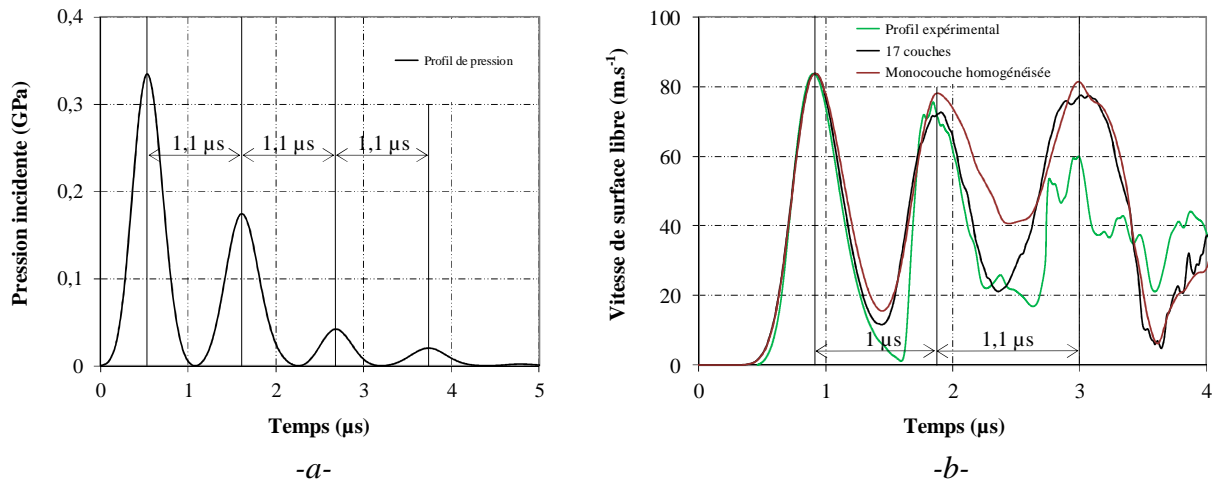 0,4
0,3
0,2
0,1
0
0 1 2 3 4 5
Pression incidente (GPa)
Temps (µs)
Profil de pression
1,1 µs 1,1 µs 1,1 µs
-a-
100
80
60
40
20
0
0 1 2 3 4
Vitesse de surface libre (m.s-1)
Temps (µs)
Profil expérimental
17 couches
Monocouche homogénéisée
1 µs 1,1 µs
-b-